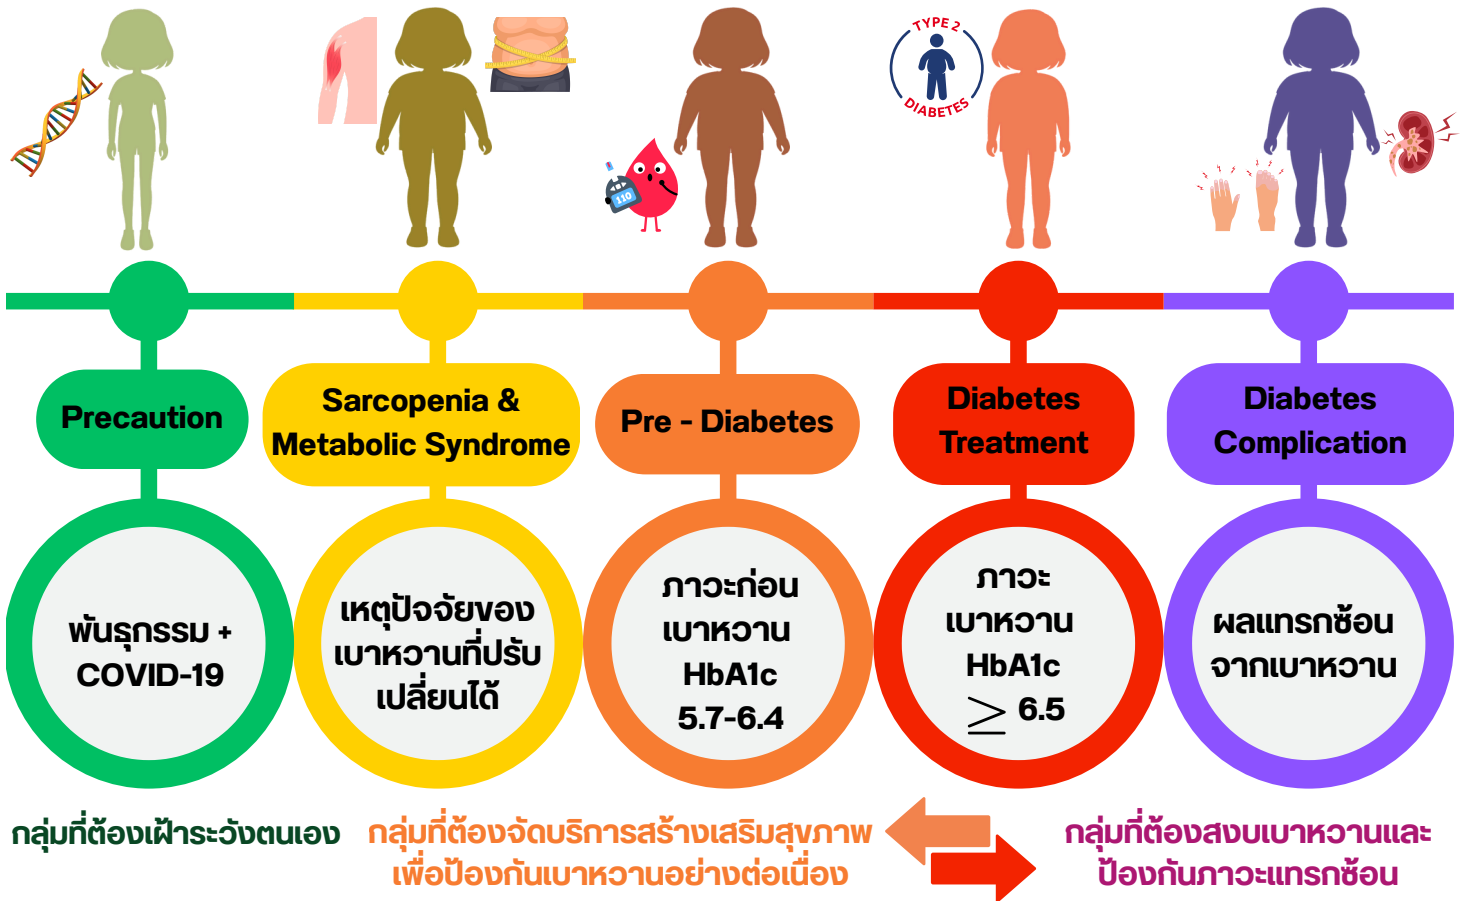 TYPE 2
DIABETES
110
Precaution
Sarcopenia &
Metabolic Syndrome
Pre - Diabetes
Diabetes
Treatment
Diabetes
Complication
พันธุกรรม +
COVID-19
เหตุปัจจัยของ
เบาหวานที่ปรับ
เปลี่ยนได้
ภาวะก่อน
เบาหวาน
HbA1c
5.7-6.4
ภาวะ
เบาหวาน
HbA1c
≥ 6.5
ผลแทรกซ้อน
จากเบาหวาน
กลุ่มที่ต้องเฝ้าระวังตนเอง
กลุ่มที่ต้องจัดบริการสร้างเสริมสุขภาพ
เพื่อป้องกันเบาหวานอย่างต่อเนื่อง
กลุ่มที่ต้องสงบเบาหวานและ
ป้องกันภาวะแทรกซ้อน